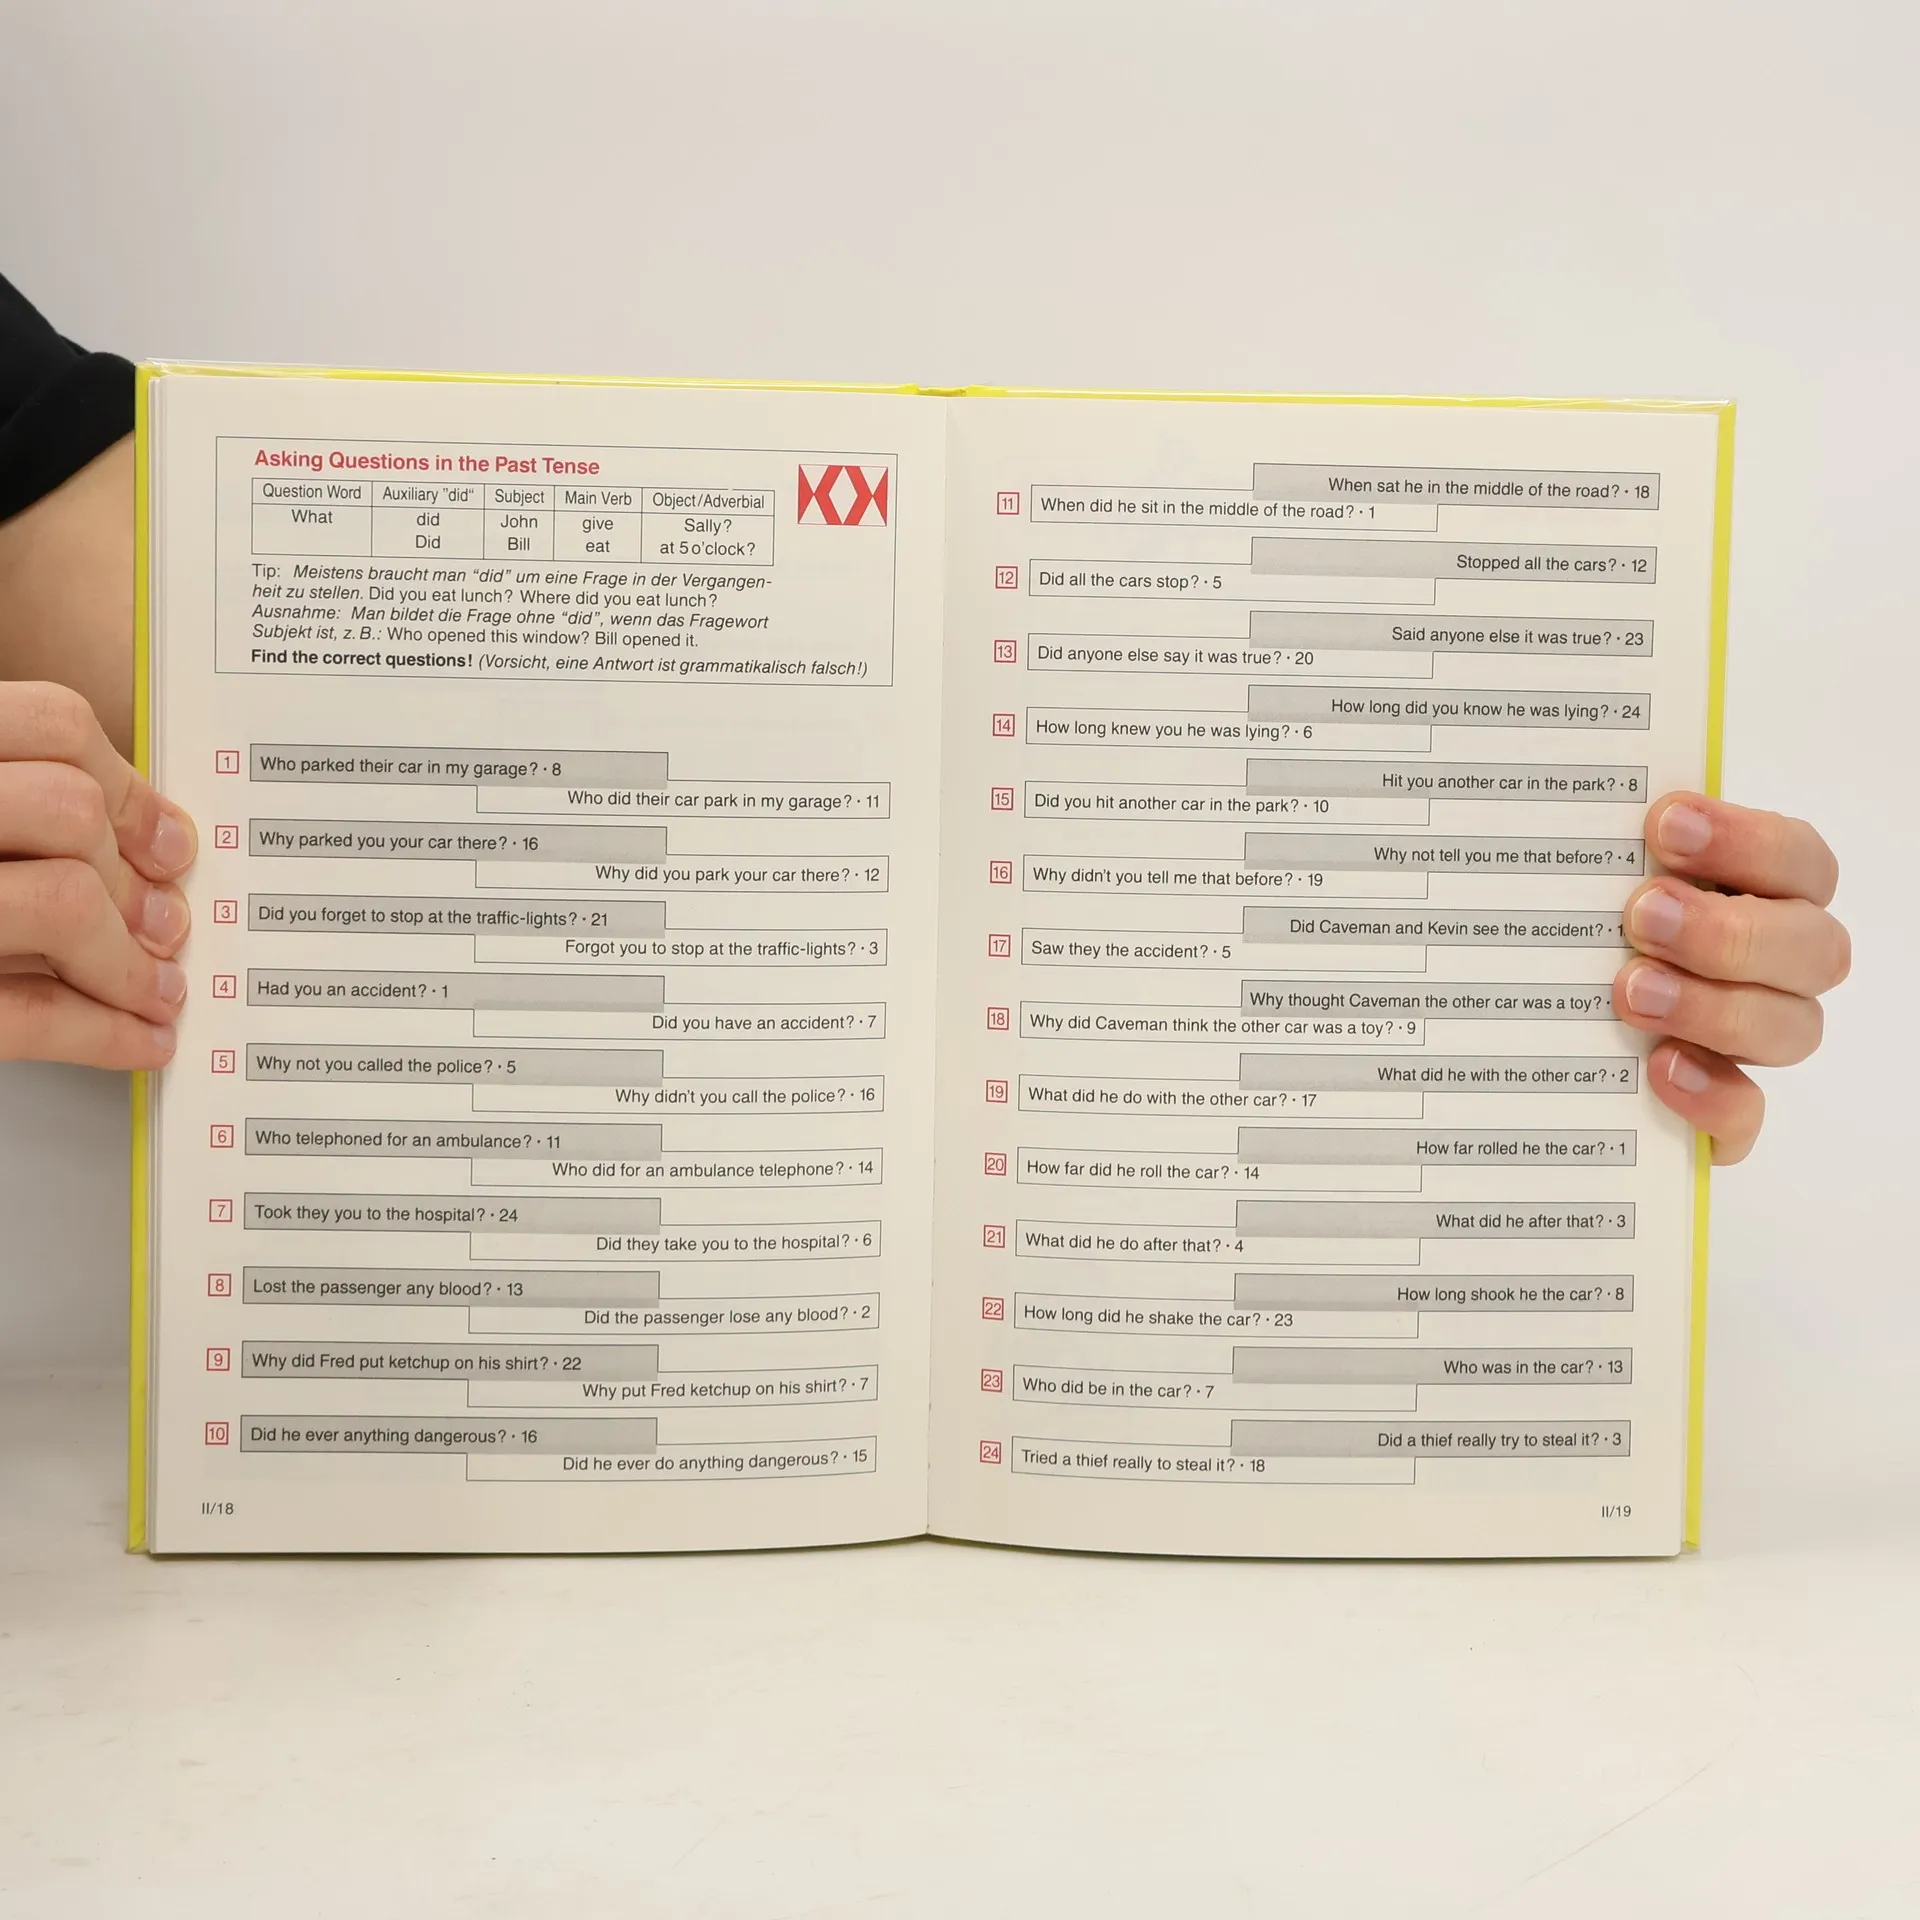 Asking Questions in the Past Tense
Question Word Auxiliary "did" Subject Main Verb Object/Adverbial
What did John give Sally?
Did Bill eat at 5 o'clock?
Tip: Meistens braucht man "did" um eine Frage in der Vergangen-
heit zu stellen. Did you eat lunch? Where did you eat lunch?
Ausnahme: Man bildet die Frage ohne "did", wenn das Fragewort
Subjekt ist, z. B.: Who opened this window? Bill opened it.
Find the correct questions! (Vorsicht, eine Antwort ist grammatikalisch falsch!)
1 Who parked their car in my garage? · 8
Who did their car park in my garage? · 11
2 Why parked you your car there? · 16
Why did you park your car there? · 12
3 Did you forget to stop at the traffic-lights? · 21
Forgot you to stop at the traffic-lights? · 3
4 Had you an accident? · 1
Did you have an accident? · 7
5 Why not you called the police? · 5
Why didn't you call the police? · 16
6 Who telephoned for an ambulance? · 11
Who did for an ambulance telephone? · 14
7 Took they you to the hospital? · 24
Did they take you to the hospital? · 6
8 Lost the passenger any blood? · 13
Did the passenger lose any blood? · 2
9 Why did Fred put ketchup on his shirt? · 22
Why put Fred ketchup on his shirt? · 7
10 Did he ever anything dangerous? · 16
Did he ever do anything dangerous? · 15
II/18
When sat he in the middle of the road? · 18
11 When did he sit in the middle of the road? · 1
Stopped all the cars? · 12
12 Did all the cars stop? · 5
Said anyone else it was true? · 23
13 Did anyone else say it was true? · 20
How long did you know he was lying? · 24
14 How long knew you he was lying? · 6
Hit you another car in the park? · 8
15 Did you hit another car in the park? · 10
Why not tell you me that before? · 4
16 Why didn't you tell me that before? · 19
Did Caveman and Kevin see the accident? ·
17 Saw they the accident? · 5
Why thought Caveman the other car was a toy? ·
18 Why did Caveman think the other car was a toy? · 9
What did he with the other car? · 2
19 What did he do with the other car? · 17
How far rolled he the car? · 1
20 How far did he roll the car? · 14
What did he after that? · 3
21 What did he do after that? · 4
How long shook he the car? · 8
22 How long did he shake the car? · 23
Who was in the car? · 13
23 Who did be in the car? · 7
Did a thief really try to steal it? · 3
24 Tried a thief really to steal it? · 18
II/19